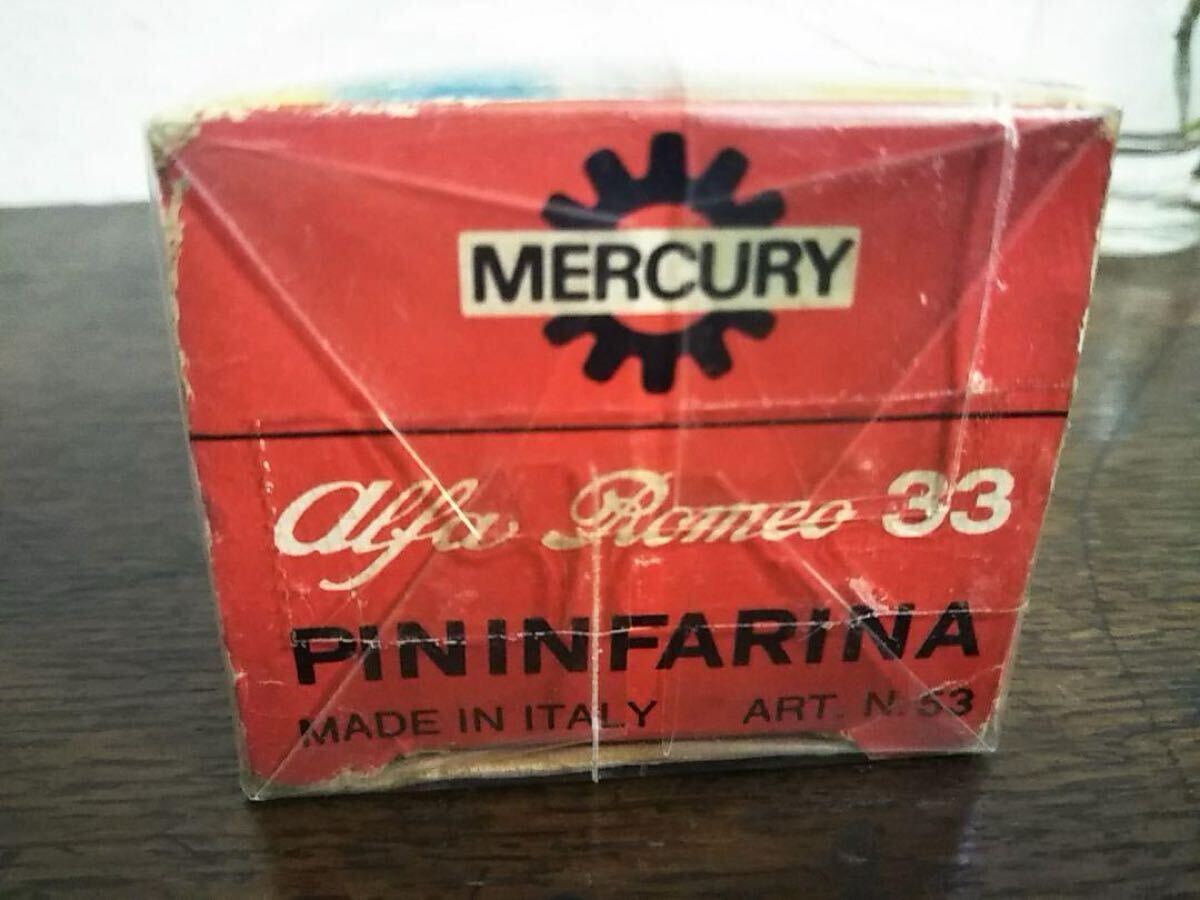 MERCURY
Alfa Romeo 33
PININFARINA
MADE IN ITALY ART. N. 53